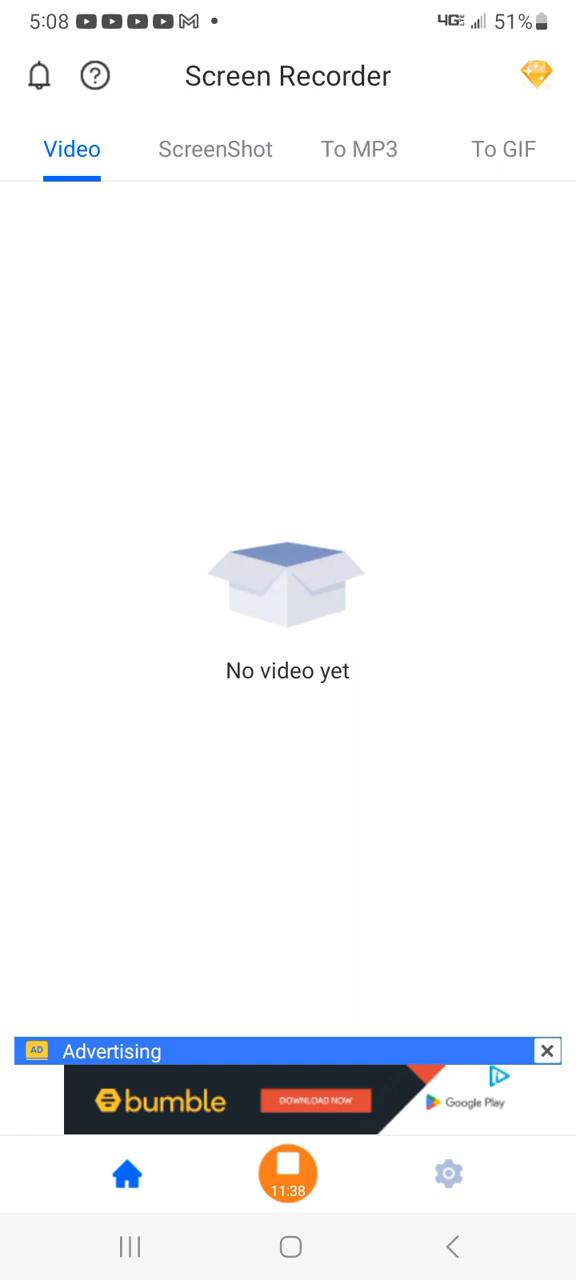 5:08 4G 51%
Screen Recorder
Video ScreenShot To MP3 To GIF
No video yet
AD Advertising
bumble DOWNLOAD NOW Google Play
11:38